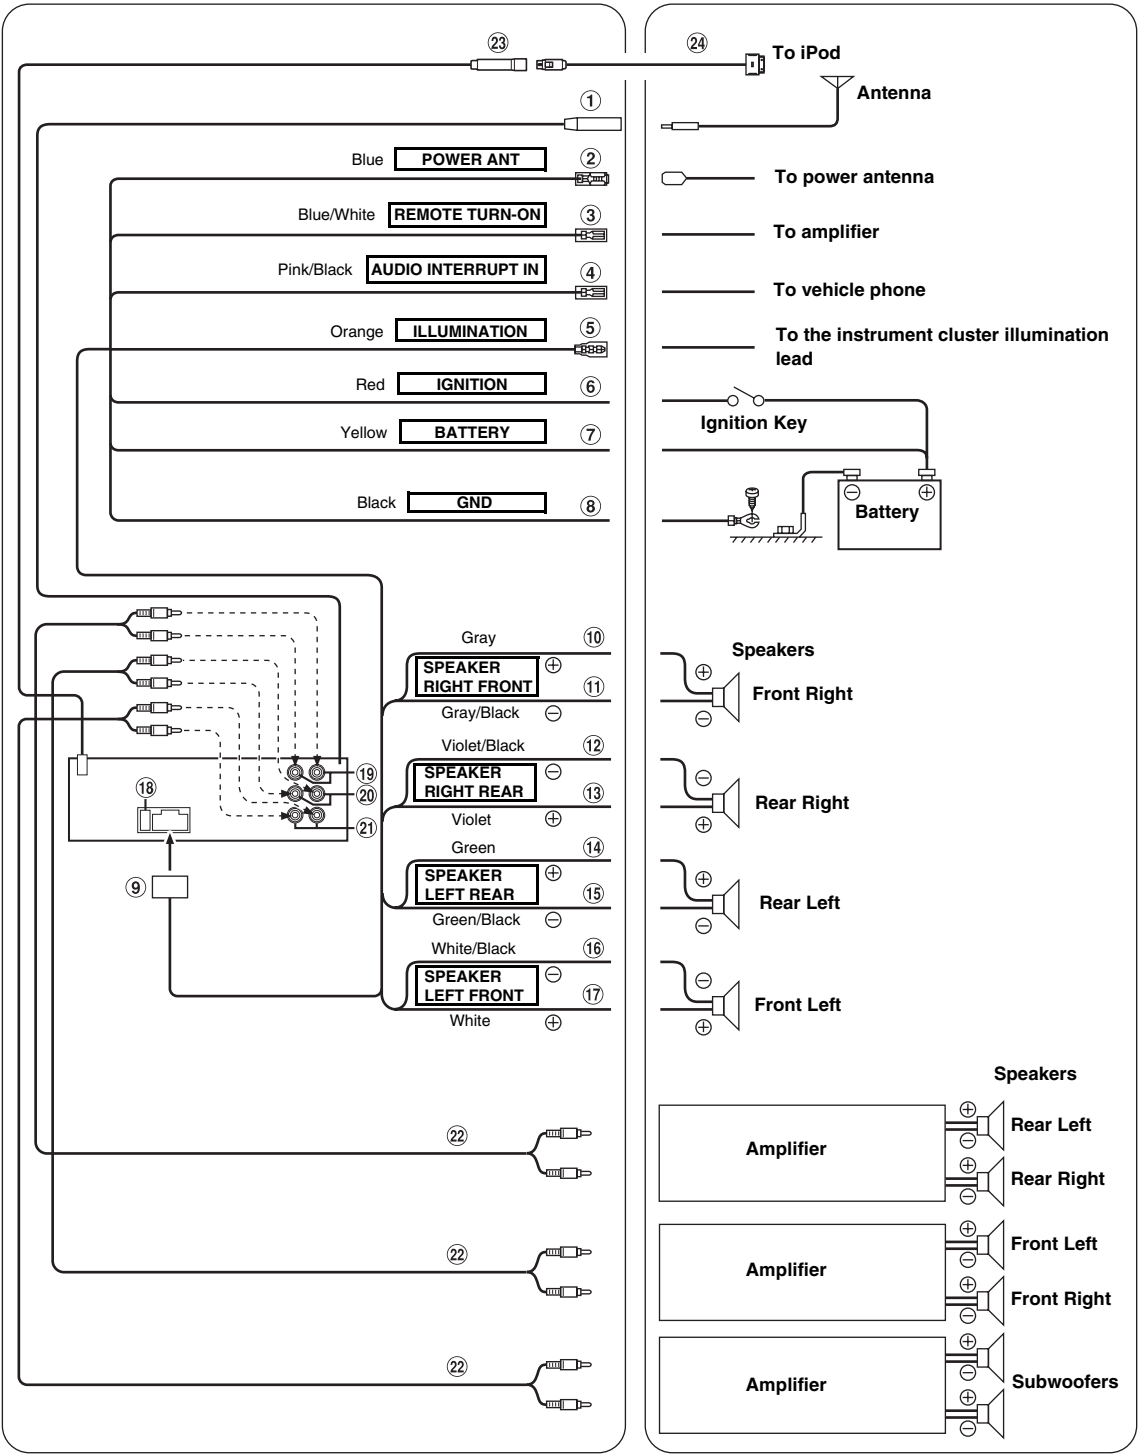 ㉓
㉔
To iPod
Antenna
①
Blue POWER ANT ②
To power antenna
Blue/White REMOTE TURN-ON ③
To amplifier
Pink/Black AUDIO INTERRUPT IN ④
To vehicle phone
Orange ILLUMINATION ⑤
To the instrument cluster illumination
lead
Red IGNITION ⑥
Ignition Key
Yellow BATTERY ⑦
Black GND ⑧
⊖ ⊕
Battery
Gray ⑩
SPEAKER ⊕
RIGHT FRONT ⑪
Gray/Black ⊖
Speakers
⊕
Front Right
⊖
Violet/Black ⑫
SPEAKER ⊖
RIGHT REAR ⑬
Violet ⊕
⊖
Rear Right
⊕
⑱
⑲
⑳
㉑
⑨
Green ⑭
SPEAKER ⊕
LEFT REAR ⑮
Green/Black ⊖
⊕
Rear Left
⊖
White/Black ⑯
SPEAKER ⊖
LEFT FRONT ⑰
White ⊕
⊖
Front Left
⊕
Speakers
㉒
Amplifier
⊕
Rear Left
⊖
⊕
Rear Right
⊖
㉒
Amplifier
⊕
Front Left
⊖
⊕
Front Right
⊖
㉒
Amplifier
⊕
⊖
Subwoofers
⊕
⊖